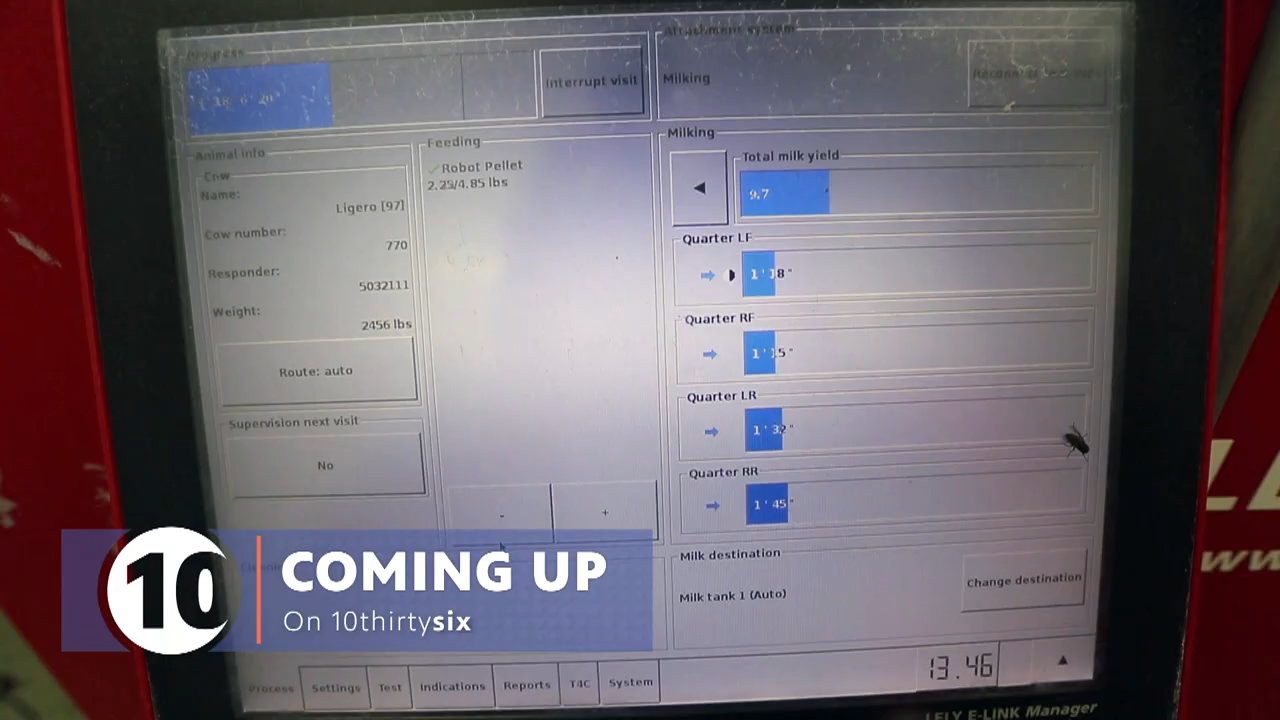 Progress
Interrupt visit
Attachment system
Milking
Animal info
Cow
Name:
Ligero [97]
Cow number:
770
Responder:
5032111
Weight:
2456 lbs
Route: auto
Supervision next visit
No
Feeding
Robot Pellet
2.25/4.85 lbs
-
+
Milking
Total milk yield
9.7
Quarter LF
1'18"
Quarter RF
1'15"
Quarter LR
1'32"
Quarter RR
1'45"
Milk destination
Milk tank 1 (Auto)
Change destination
10
COMING UP
On 10thirtysix
Process
Settings
Test
Indications
Reports
T4C
System
13.46
LELY E-LINK Manager